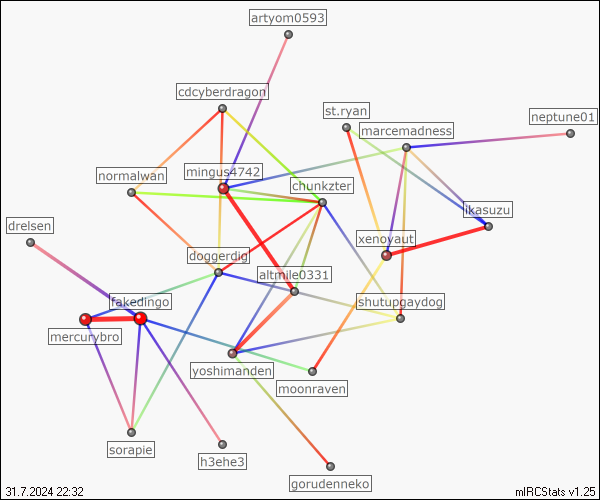 artyom0593
cdcyberdragon
st.ryan
neptune01
marcemadness
mingus4742
normalwan
chunkzter
ikasuzu
drelsen
xenoyaut
doggerdig
altmile0331
fakedingo
shutupgaydog
mercurybro
yoshimanden
moonraven
sorapie
h3ehe3
gorudenneko
31.7.2024 22:32
mIRCStats v1.25